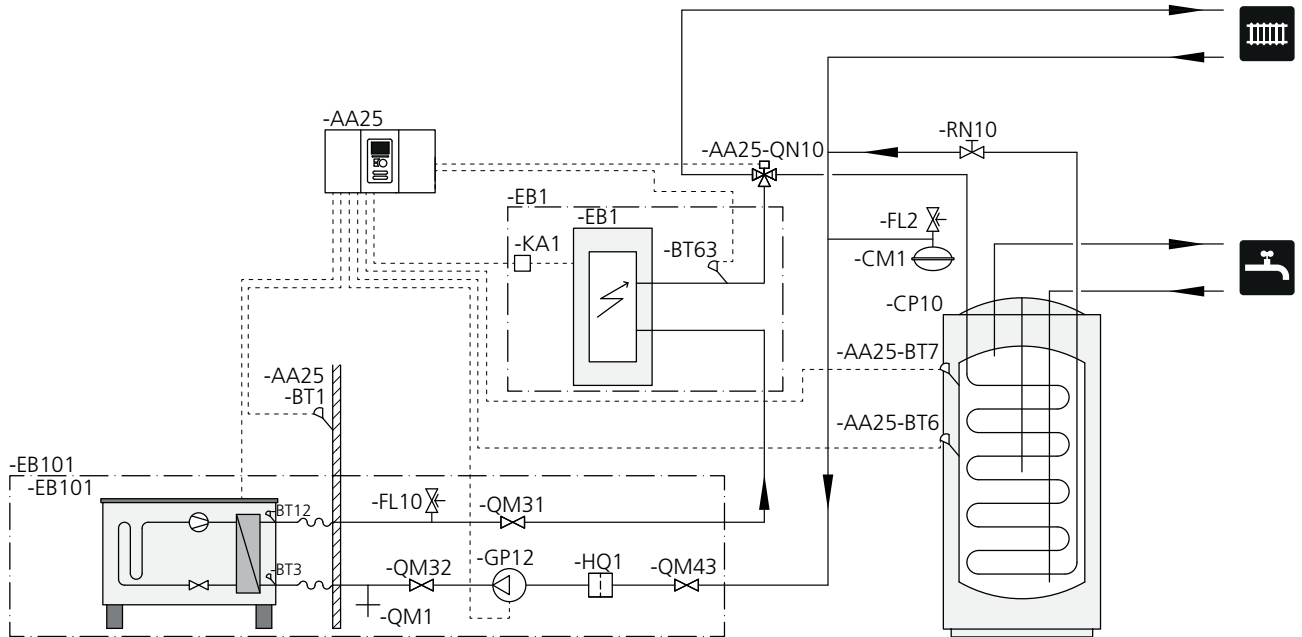 -AA25
-RN10
-AA25-QN10
-EB1
-EB1
-FL2
-KA1
-BT63
-CM1
-CP10
-AA25-BT7
-AA25
-BT1
-AA25-BT6
-EB101
-EB101
-BT12
-FL10
-QM31
-BT3
-QM32
-GP12
-HQ1
-QM43
-QM1